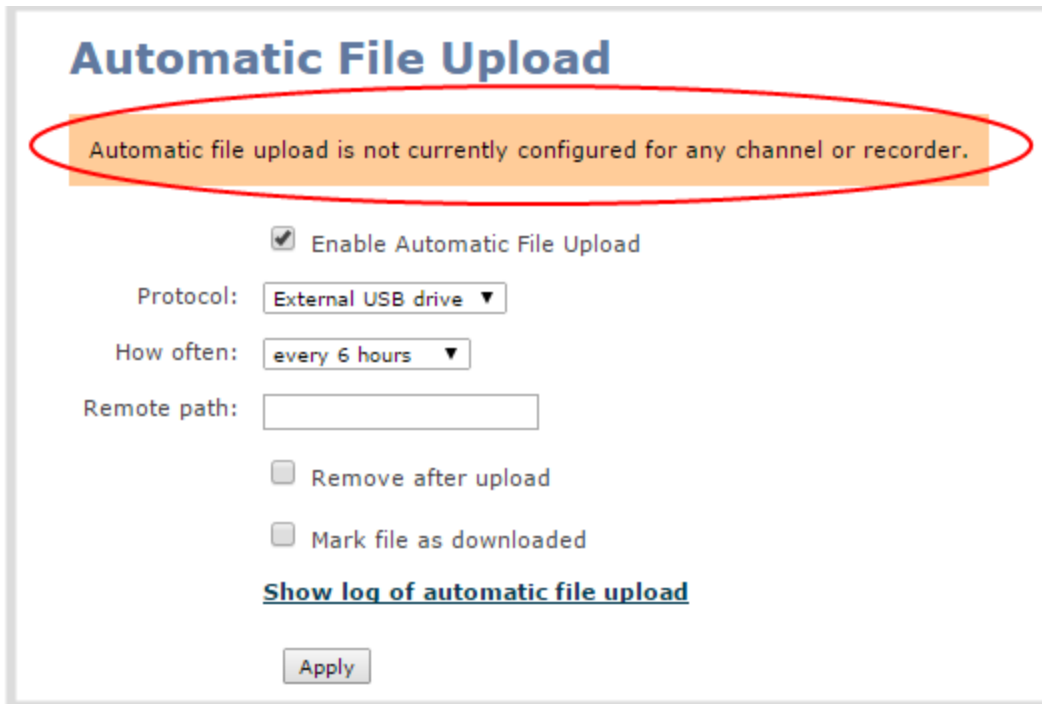 Automatic File Upload
Automatic file upload is not currently configured for any channel or recorder.
Enable Automatic File Upload
Protocol: External USB drive
How often: every 6 hours
Remote path:
Remove after upload
Mark file as downloaded
Show log of automatic file upload
Apply